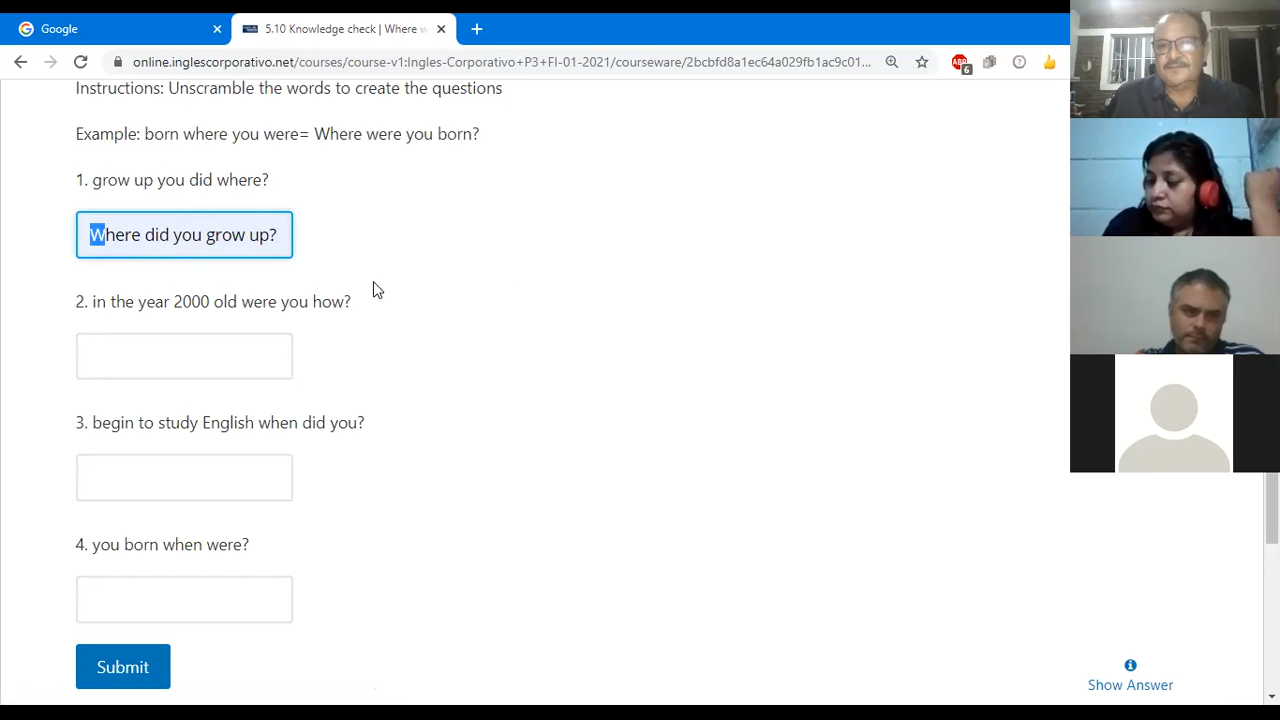 Google
5.10 Knowledge check | Where w
online.inglescorporativo.net/courses/course-v1:Ingles-Corporativo+P3+FI-01-2021/courseware/2bcbfd8a1ec64a029fb1ac9c01...
6
Instructions: Unscramble the words to create the questions
Example: born where you were= Where were you born?
1. grow up you did where?
Where did you grow up?
2. in the year 2000 old were you how?
3. begin to study English when did you?
4. you born when were?
Submit
Show Answer